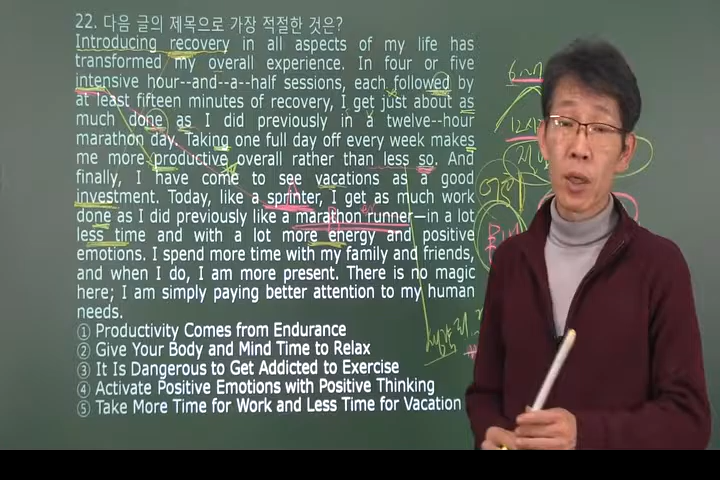 22. 다음 글의 제목으로 가장 적절한 것은?
Introducing recovery in all aspects of my life has
transformed my overall experience. In four or five
intensive hour--and--a--half sessions, each followed by
at least fifteen minutes of recovery, I get just about as
much done as I did previously in a twelve--hour
marathon day. Taking one full day off every week makes
me more productive overall rather than less so. And
finally, I have come to see vacations as a good
investment. Today, like a sprinter, I get as much work
done as I did previously like a marathon runner—in a lot
less time and with a lot more energy and positive
emotions. I spend more time with my family and friends,
and when I do, I am more present. There is no magic
here; I am simply paying better attention to my human
needs.
① Productivity Comes from Endurance
② Give Your Body and Mind Time to Relax
③ It Is Dangerous to Get Addicted to Exercise
④ Activate Positive Emotions with Positive Thinking
⑤ Take More Time for Work and Less Time for Vacation